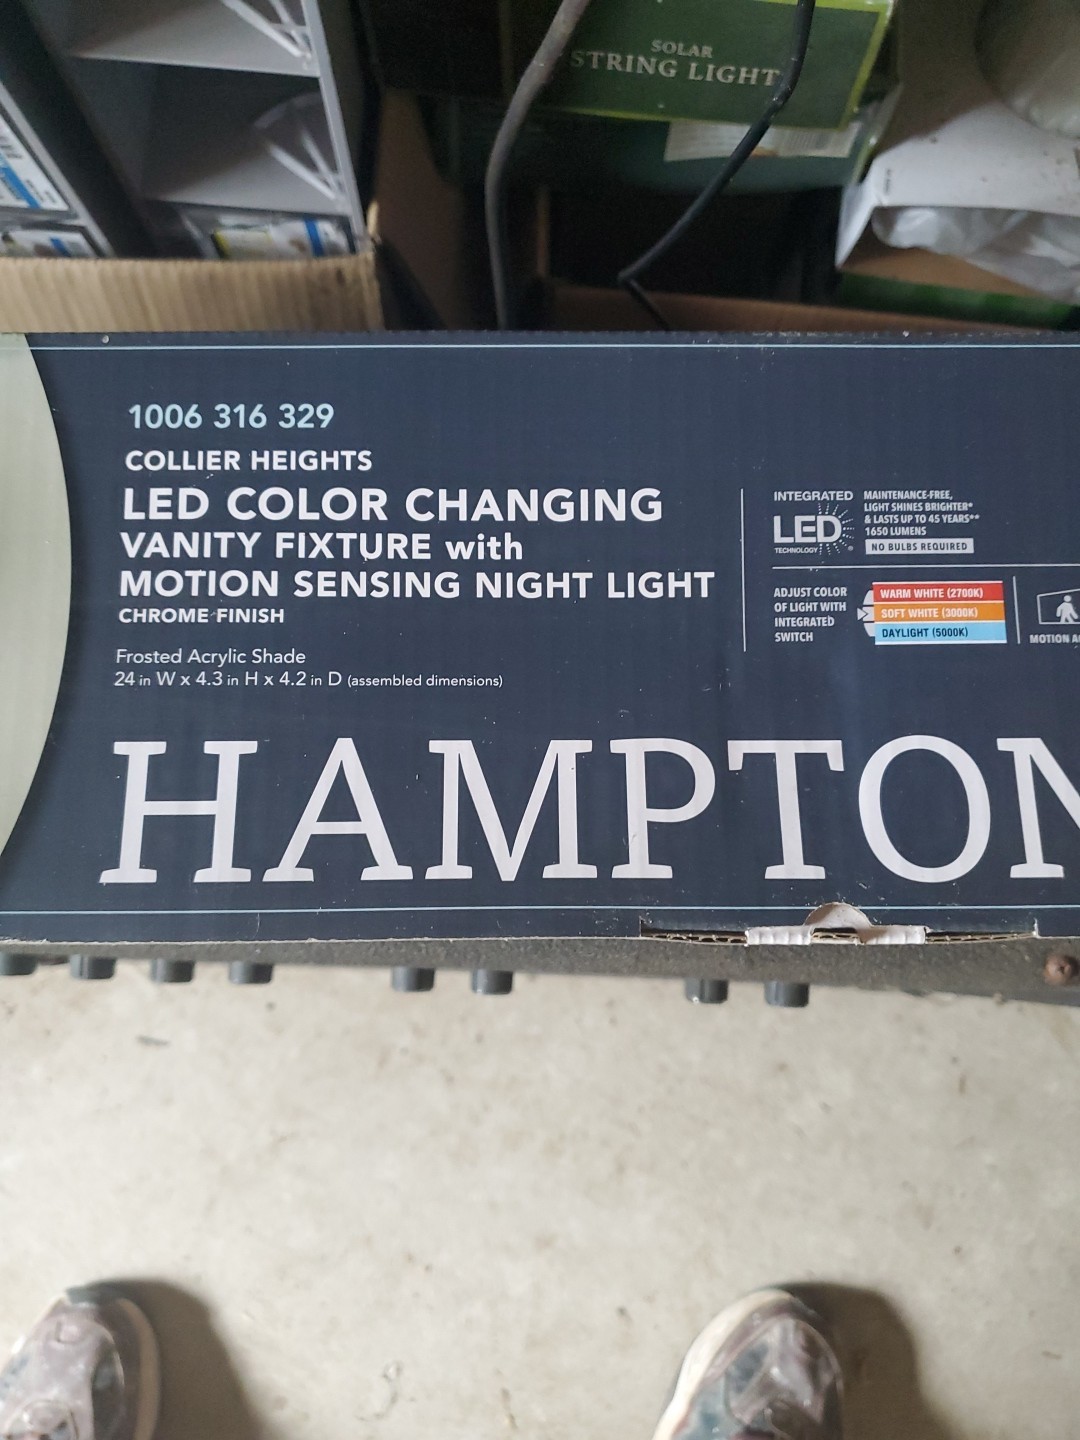 SOLAR
STRING LIGHT
1006 316 329
COLLIER HEIGHTS
LED COLOR CHANGING
VANITY FIXTURE with
MOTION SENSING NIGHT LIGHT
CHROME FINISH
Frosted Acrylic Shade
24 in W x 4.3 in H x 4.2 in D (assembled dimensions)
INTEGRATED
LED
TECHNOLOGY
MAINTENANCE-FREE,
LIGHT SHINES BRIGHTER*
& LASTS UP TO 45 YEARS**
1650 LUMENS
NO BULBS REQUIRED
ADJUST COLOR
OF LIGHT WITH
INTEGRATED
SWITCH
WARM WHITE (2700K)
SOFT WHITE (3000K)
DAYLIGHT (5000K)
MOTION A
HAMPTON